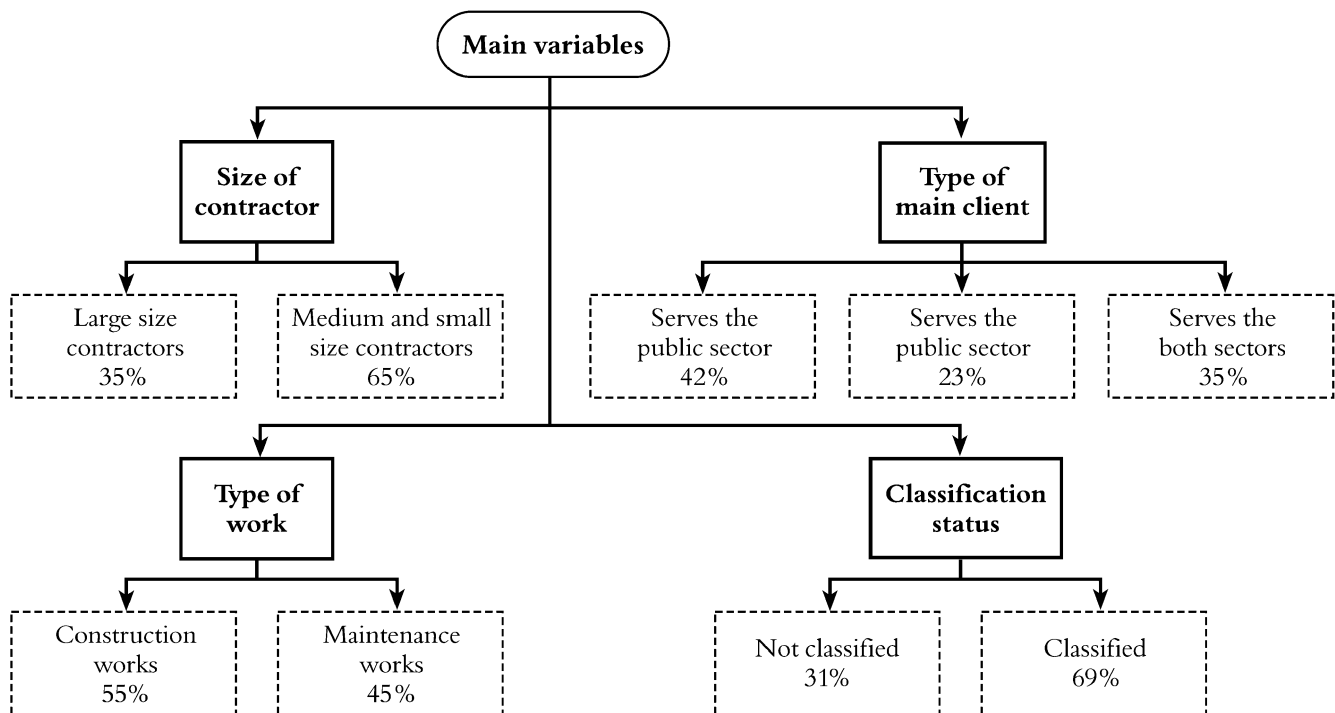 Main variables
Size of
contractor
Type of
main client
Large size
contractors
35%
Medium and small
size contractors
65%
Serves the
public sector
42%
Serves the
public sector
23%
Serves the
both sectors
35%
Type of
work
Classification
status
Construction
works
55%
Maintenance
works
45%
Not classified
31%
Classified
69%